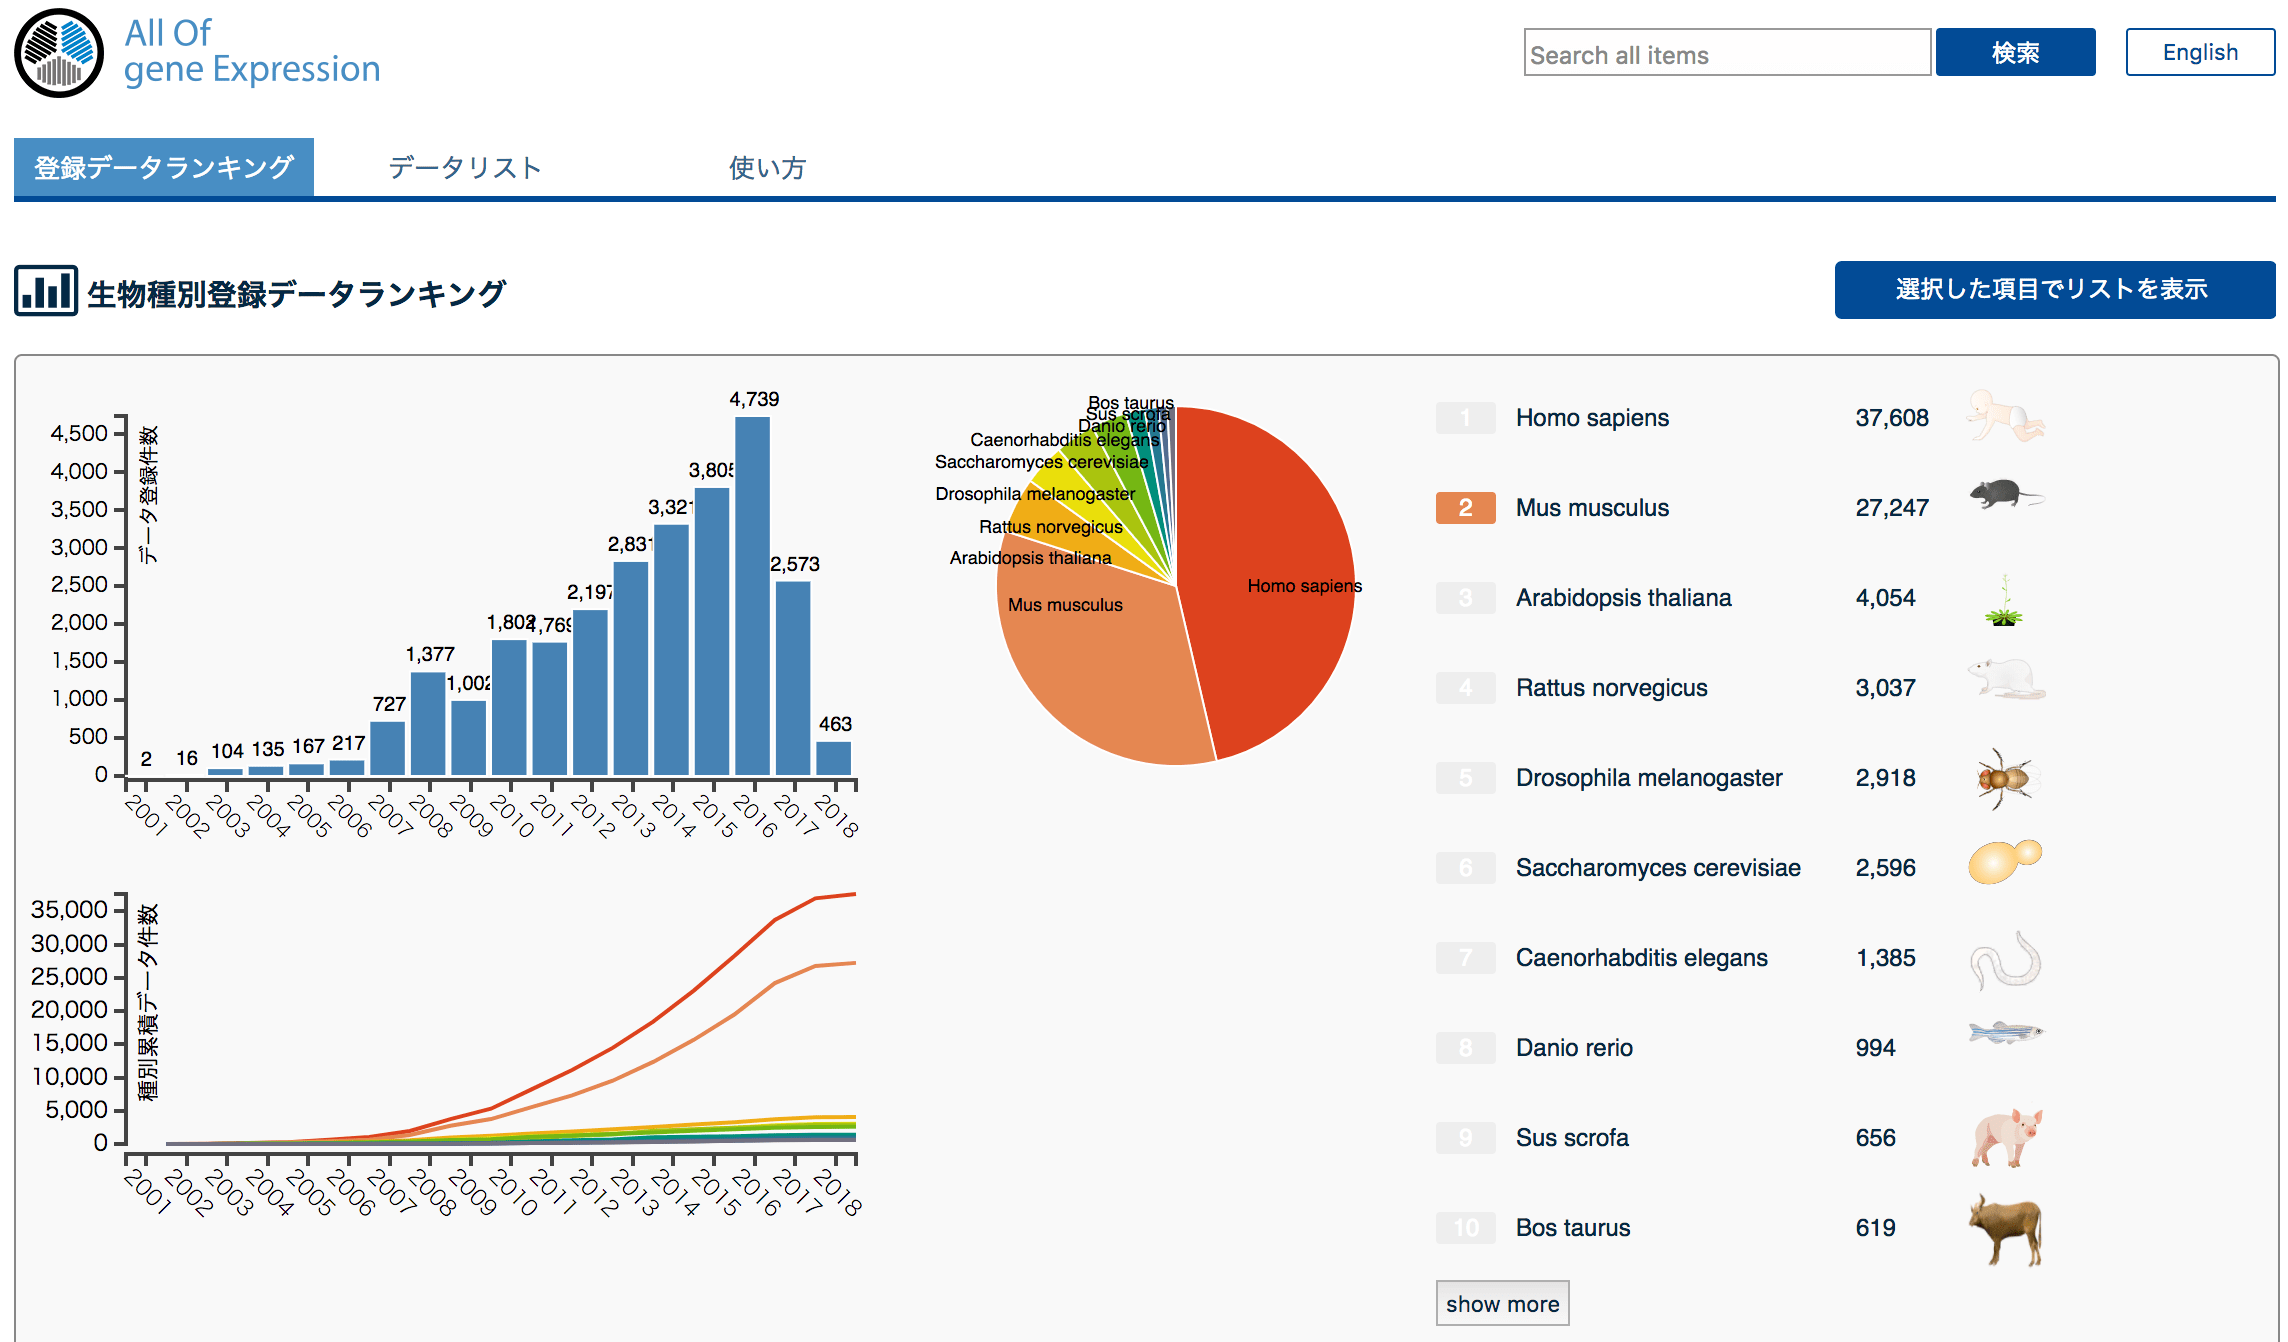 All Of
gene Expression
Search all items
検索
English
登録データランキング
データリスト
使い方
生物種別登録データランキング
選択した項目でリストを表示
データ登録件数
4,500
4,000
3,500
3,000
2,500
2,000
1,500
1,000
500
0
2
16
104
135
167
217
727
1,377
1,002
1,802
1,769
2,197
2,831
3,321
3,805
4,739
2,573
463
2001
2002
2003
2004
2005
2006
2007
2008
2009
2010
2011
2012
2013
2014
2015
2016
2017
2018
種別累積データ件数
35,000
30,000
25,000
20,000
15,000
10,000
5,000
0
2001
2002
2003
2004
2005
2006
2007
2008
2009
2010
2011
2012
2013
2014
2015
2016
2017
2018
Bos taurus
Sus scrofa
Danio rerio
Caenorhabditis elegans
Saccharomyces cerevisiae
Drosophila melanogaster
Rattus norvegicus
Arabidopsis thaliana
Mus musculus
Homo sapiens
1 Homo sapiens 37,608
2 Mus musculus 27,247
3 Arabidopsis thaliana 4,054
4 Rattus norvegicus 3,037
5 Drosophila melanogaster 2,918
6 Saccharomyces cerevisiae 2,596
7 Caenorhabditis elegans 1,385
8 Danio rerio 994
9 Sus scrofa 656
10 Bos taurus 619
show more